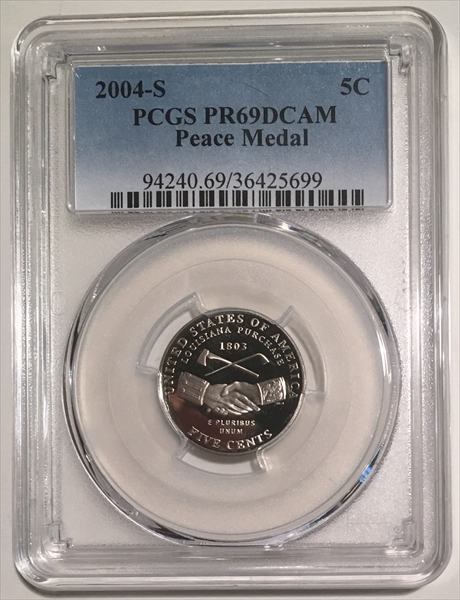 2004-S 5C
PCGS PR69DCAM
Peace Medal
94240.69/36425699
UNITED STATES OF AMERICA
LOUISIANA PURCHASE
1803
E PLURIBUS
UNUM
FIVE CENTS